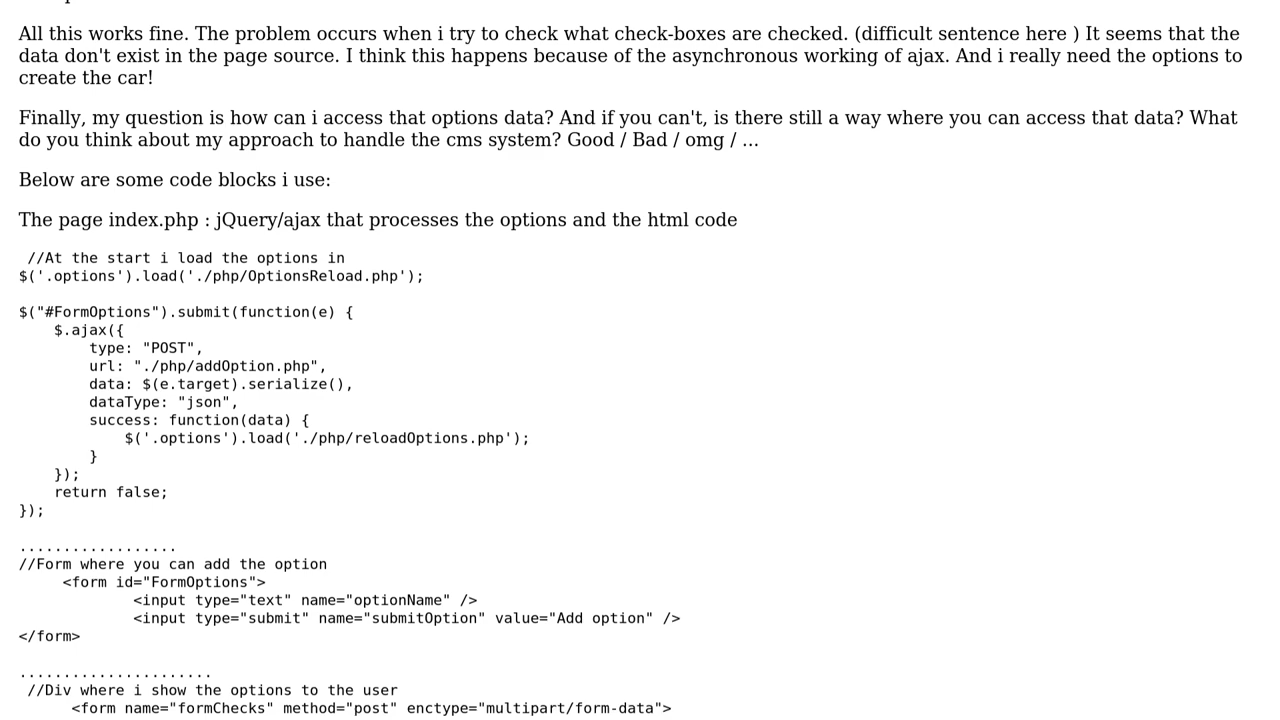 All this works fine. The problem occurs when i try to check what check-boxes are checked. (difficult sentence here ) It seems that the
data don't exist in the page source. I think this happens because of the asynchronous working of ajax. And i really need the options to
create the car!
Finally, my question is how can i access that options data? And if you can't, is there still a way where you can access that data? What
do you think about my approach to handle the cms system? Good / Bad / omg / ...
Below are some code blocks i use:
The page index.php : jQuery/ajax that processes the options and the html code
//At the start i load the options in
$('.options').load('./php/OptionsReload.php');
$("#FormOptions").submit(function(e) {
$.ajax({
type: "POST",
url: "./php/addOption.php",
data: $(e.target).serialize(),
dataType: "json",
success: function(data) {
$('.options').load('./php/reloadOptions.php');
}
});
return false;
});
..................
//Form where you can add the option
<form id="FormOptions">
<input type="text" name="optionName" />
<input type="submit" name="submitOption" value="Add option" />
</form>
......................
//Div where i show the options to the user
<form name="formChecks" method="post" enctype="multipart/form-data">